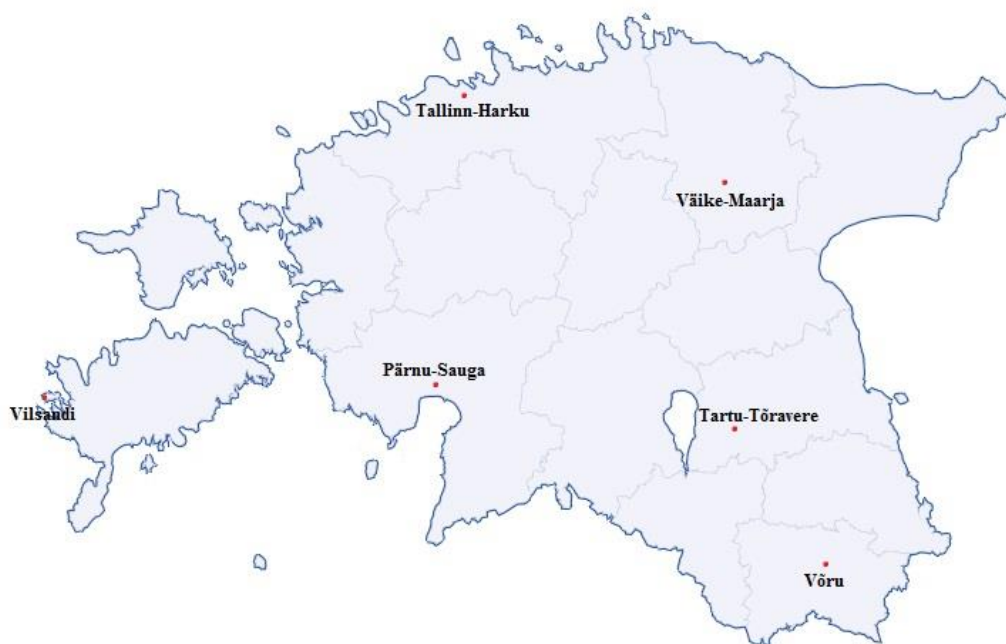 Tallinn-Harku
Väike-Maarja
Pärnu-Sauga
Vilsandi
Tartu-Tõravere
Võru